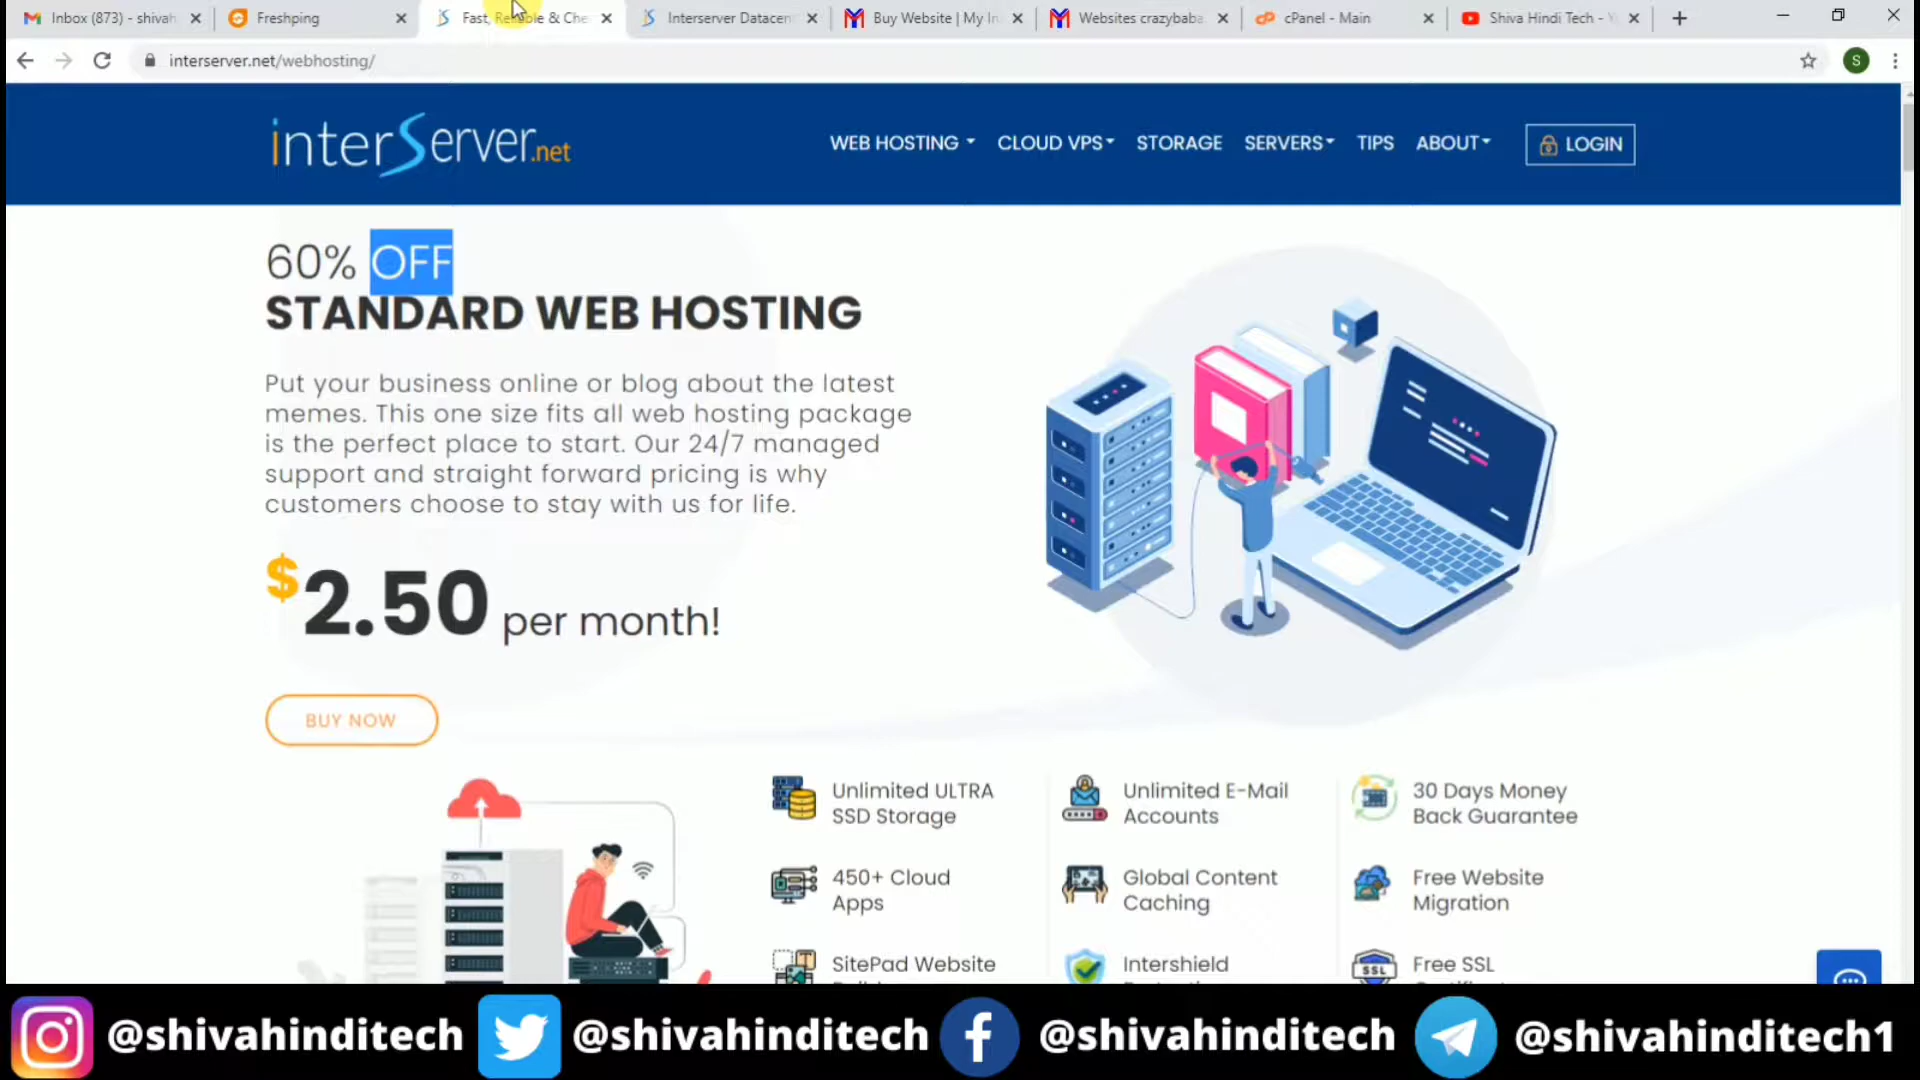 Inbox (873) - shivah
Freshping
Fast, Re
ble & Che
Interserver Datacen
Buy Website | My In
Websites crazybaba
cPanel - Main
Shiva Hindi Tech - Y
interserver.net/webhosting/
S
interServer.net
WEB HOSTING
CLOUD VPS
STORAGE
SERVERS
TIPS
ABOUT
LOGIN
60% OFF
STANDARD WEB HOSTING
Put your business online or blog about the latest
memes. This one size fits all web hosting package
is the perfect place to start. Our 24/7 managed
support and straight forward pricing is why
customers choose to stay with us for life.
$2.50 per month!
BUY NOW
Unlimited ULTRA
SSD Storage
Unlimited E-Mail
Accounts
30 Days Money
Back Guarantee
450+ Cloud
Apps
Global Content
Caching
Free Website
Migration
SitePad Website
Intershield
SSL
Free SSL
@shivahinditech
@shivahinditech
@shivahinditech
@shivahinditech1